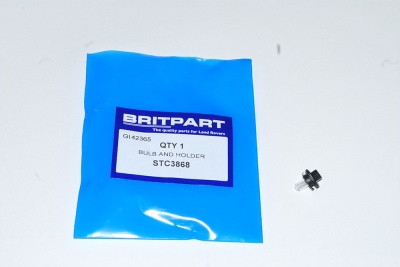 BRITPART
The quality parts for Land Rovers
GI42365
QTY 1
BULB AND HOLDER
STC3868